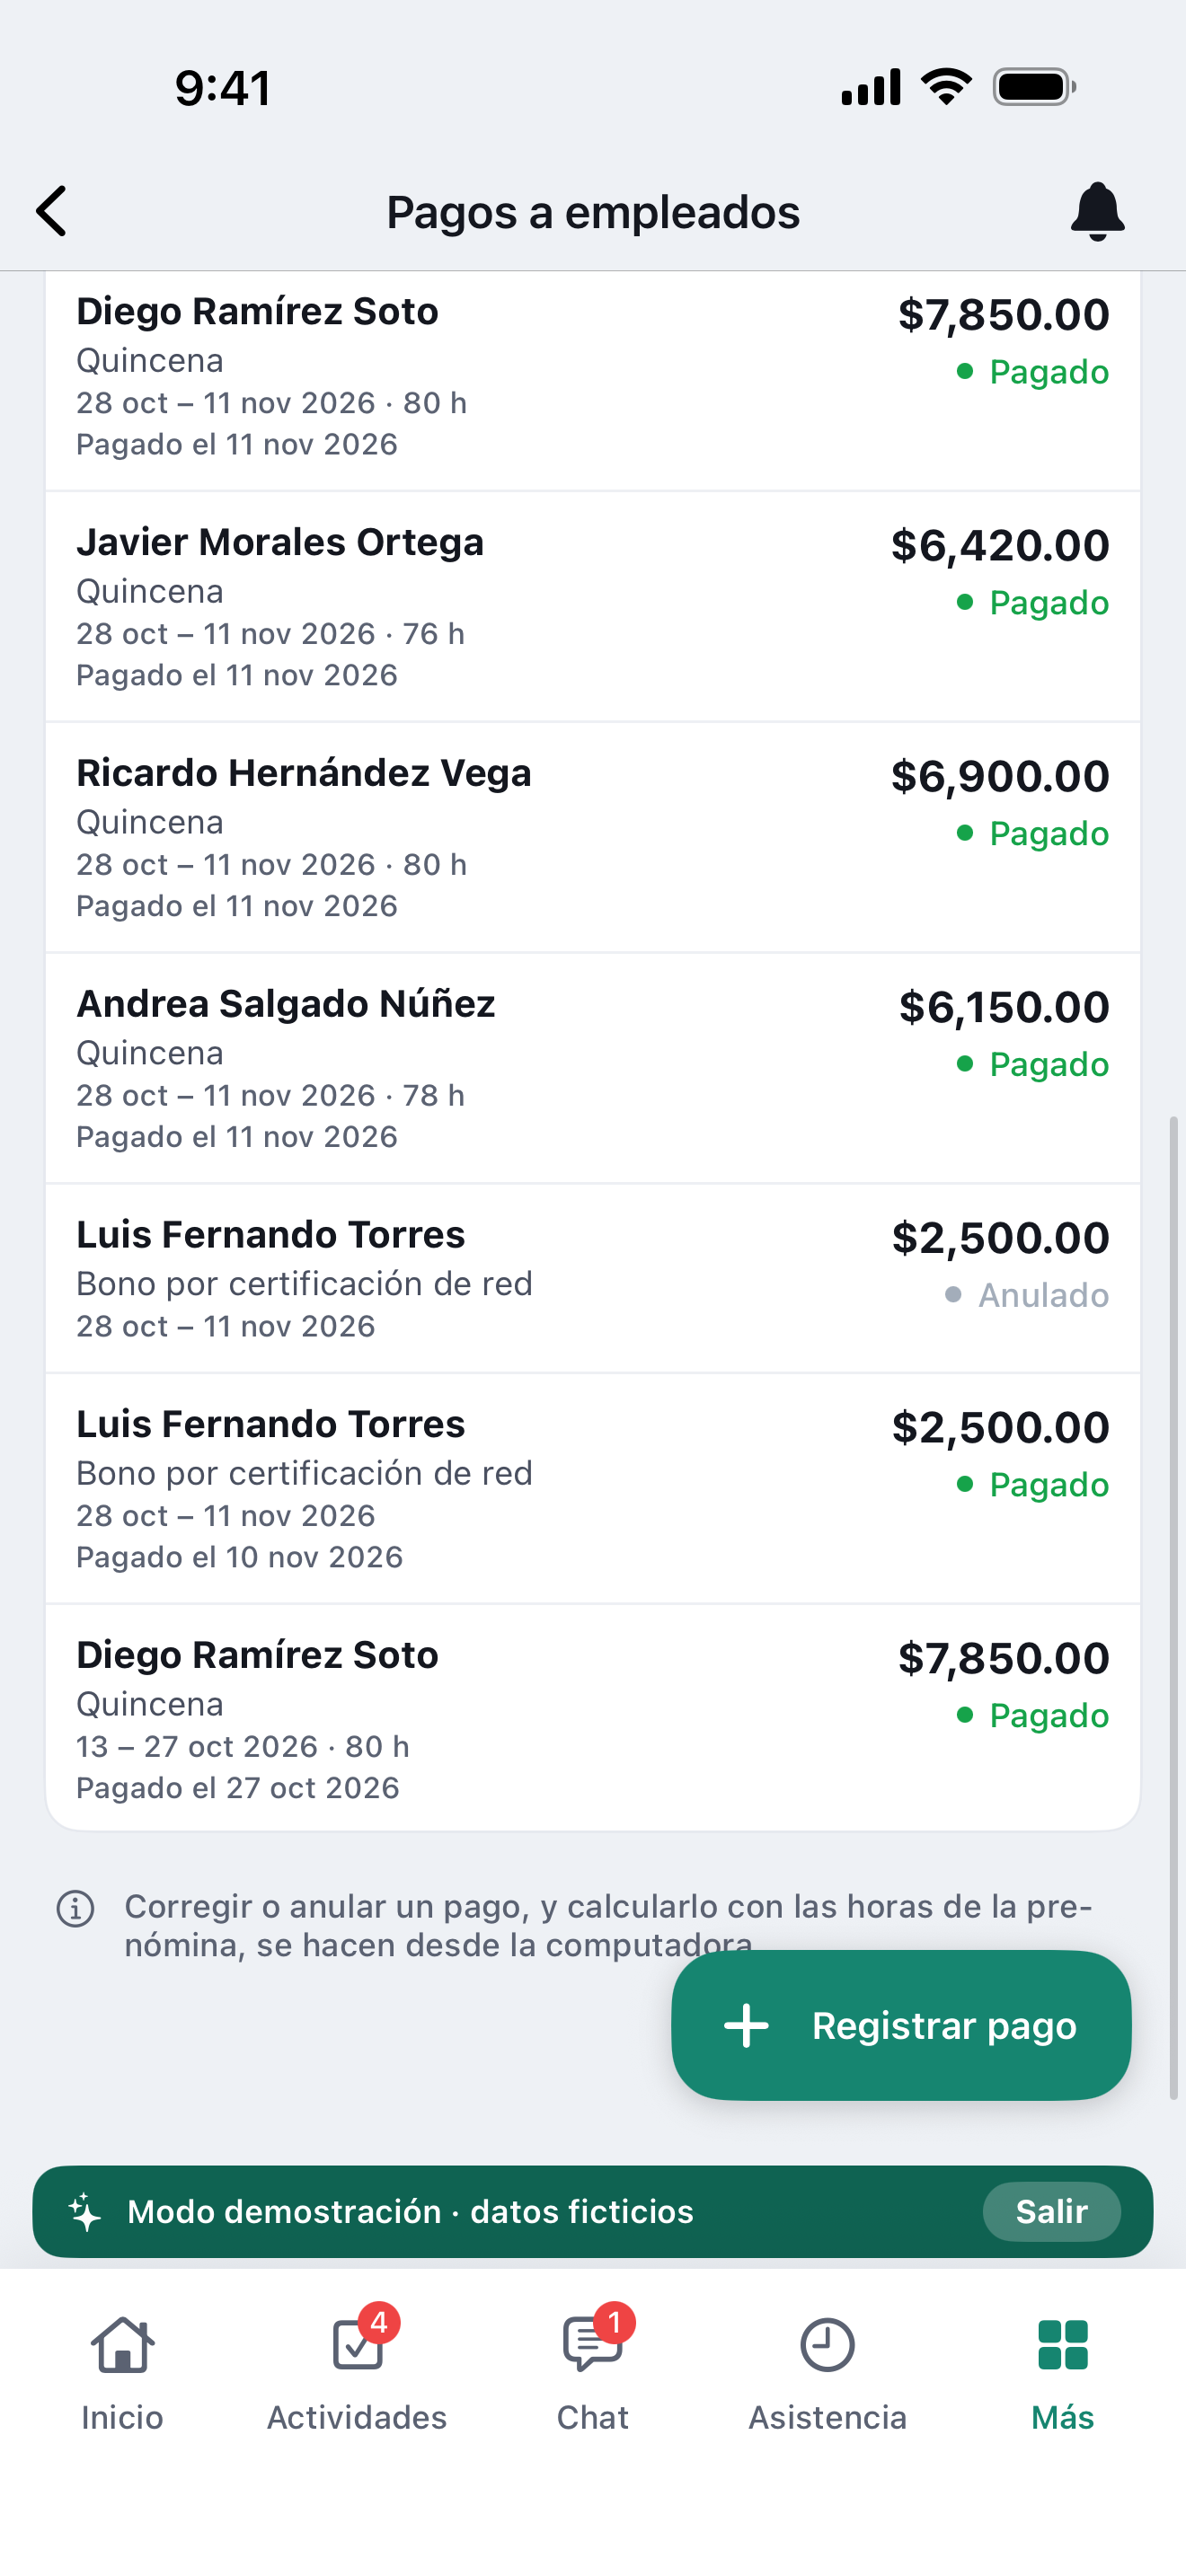 9:41
Pagos a empleados
Diego Ramírez Soto
$7,850.00
Quincena
Pagado
28 oct – 11 nov 2026 · 80 h
Pagado el 11 nov 2026
Javier Morales Ortega
$6,420.00
Quincena
Pagado
28 oct – 11 nov 2026 · 76 h
Pagado el 11 nov 2026
Ricardo Hernández Vega
$6,900.00
Quincena
Pagado
28 oct – 11 nov 2026 · 80 h
Pagado el 11 nov 2026
Andrea Salgado Núñez
$6,150.00
Quincena
Pagado
28 oct – 11 nov 2026 · 78 h
Pagado el 11 nov 2026
Luis Fernando Torres
$2,500.00
Bono por certificación de red
Anulado
28 oct – 11 nov 2026
Luis Fernando Torres
$2,500.00
Bono por certificación de red
Pagado
28 oct – 11 nov 2026
Pagado el 10 nov 2026
Diego Ramírez Soto
$7,850.00
Quincena
Pagado
13 – 27 oct 2026 · 80 h
Pagado el 27 oct 2026
Corregir o anular un pago, y calcularlo con las horas de la pre-
nómina, se hacen desde la computadora
Registrar pago
Modo demostración · datos ficticios
Salir
4
1
Inicio
Actividades
Chat
Asistencia
Más